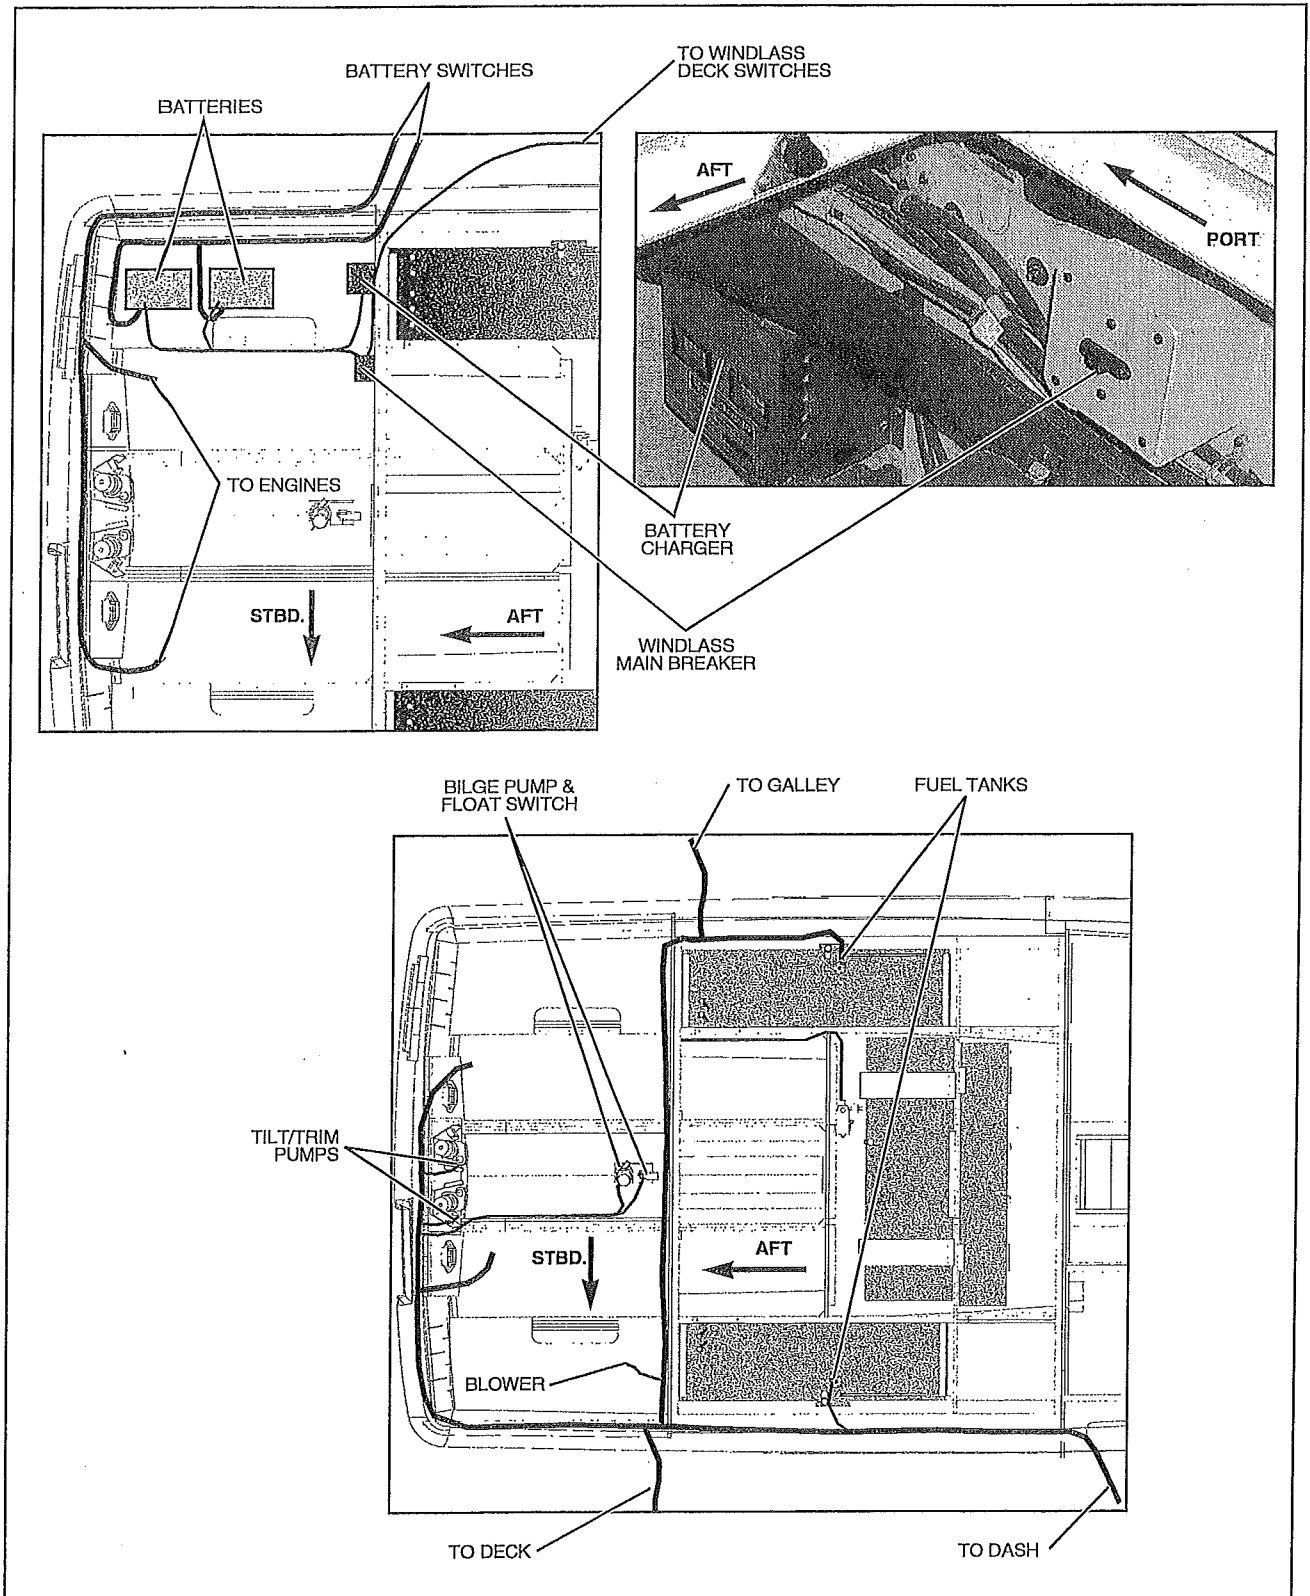 TO WINDLASS
DECK SWITCHES
BATTERY SWITCHES
BATTERIES
AFT
PORT
TO ENGINES
BATTERY
CHARGER
STBD.
AFT
WINDLASS
MAIN BREAKER
BILGE PUMP &
FLOAT SWITCH
TO GALLEY
FUEL TANKS
TILT/TRIM
PUMPS
STBD.
AFT
BLOWER
TO DECK
TO DASH